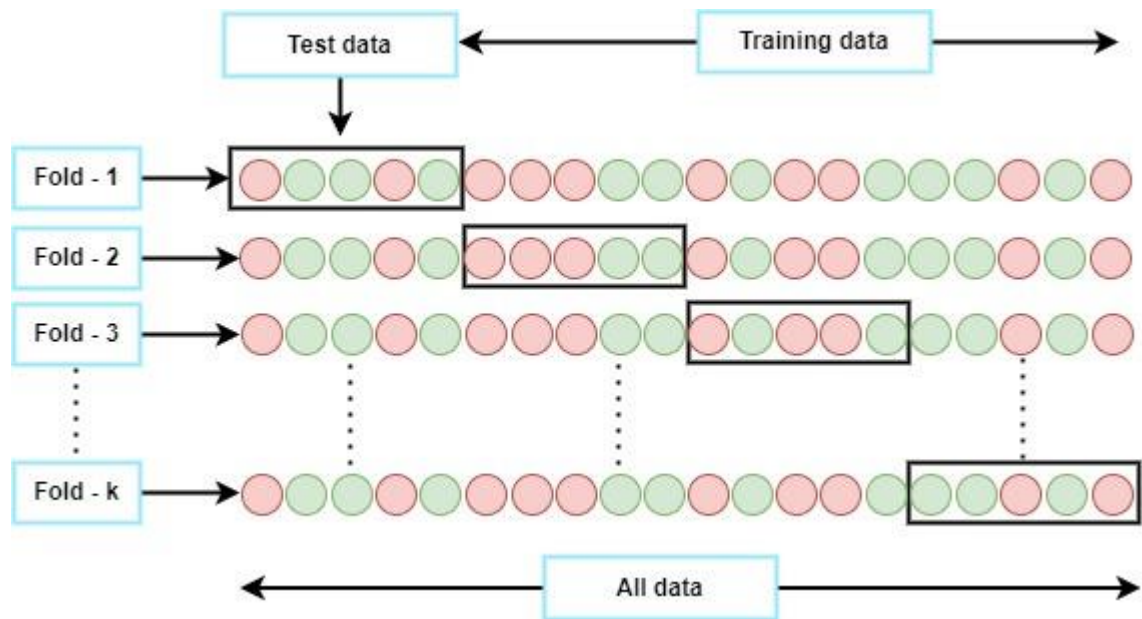 Test data
Training data
Fold - 1
Fold - 2
Fold - 3
Fold - k
All data